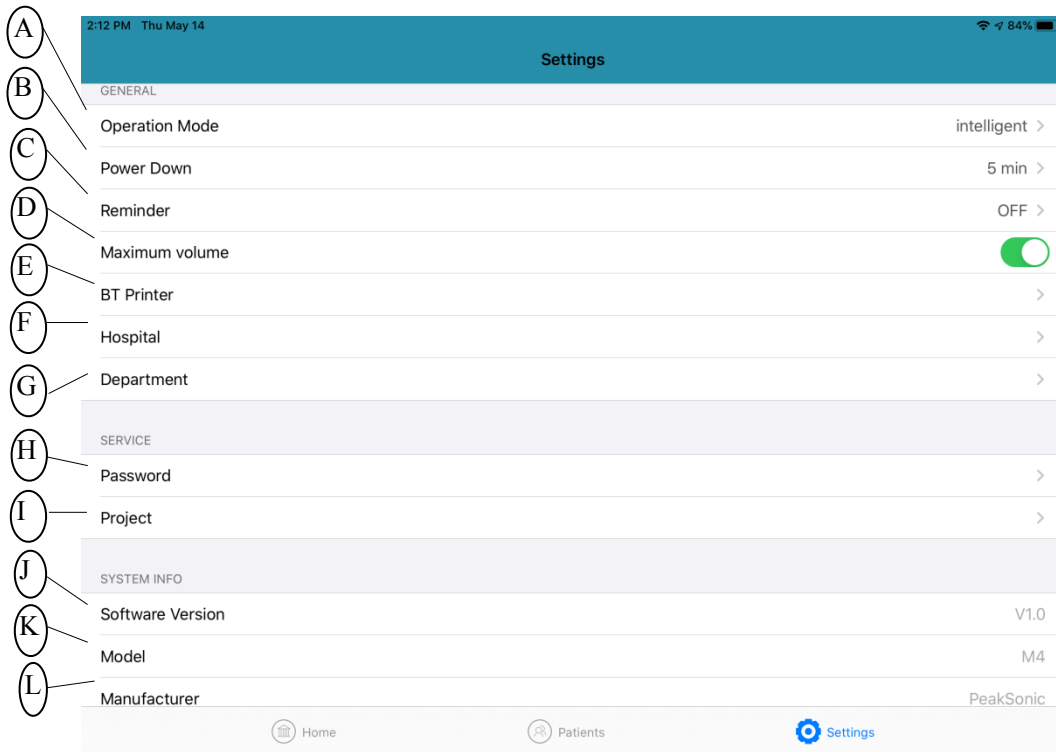 A
2:12 PM Thu May 14 84%
Settings
B
GENERAL
Operation Mode intelligent
C
Power Down 5 min
D
Reminder OFF
Maximum volume
E
BT Printer
F
Hospital
G
Department
SERVICE
H
Password
I
Project
SYSTEM INFO
J
Software Version V1.0
K
Model M4
L
Manufacturer PeakSonic
Home Patients Settings